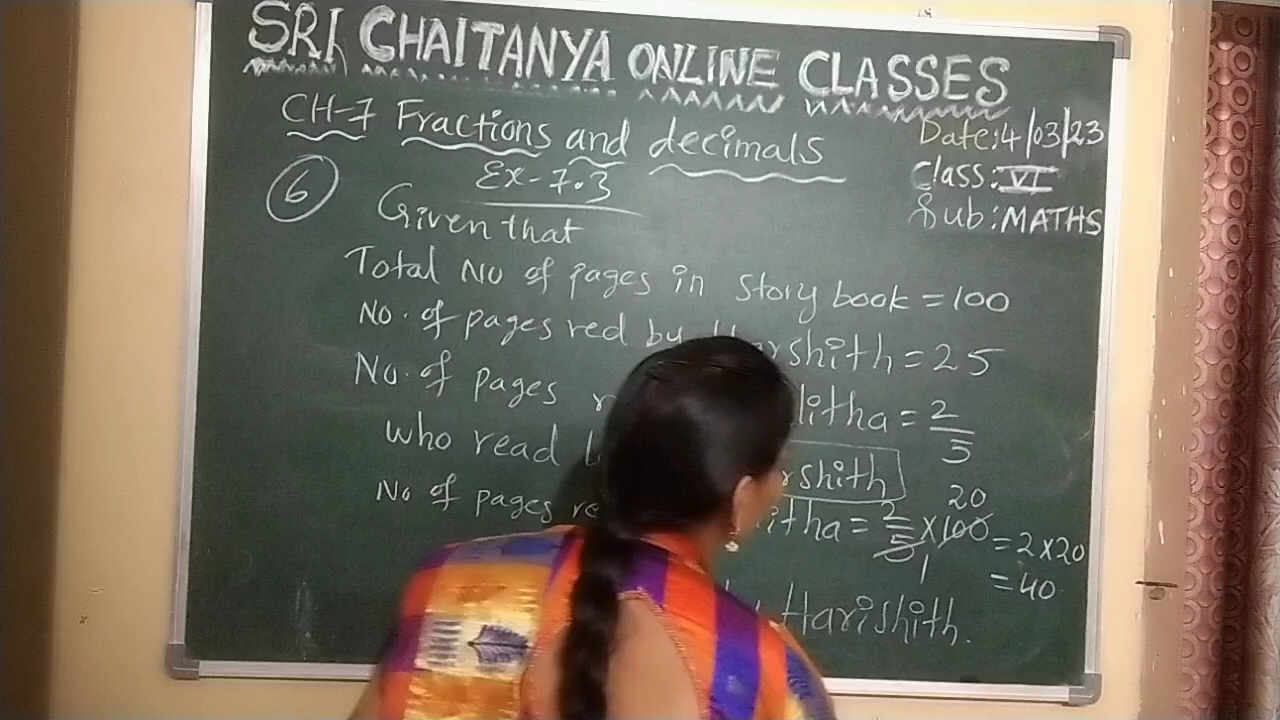 SRI CHAITANYA ONLINE CLASSES
CH-7 Fractions and decimals
Date: 4/03/23
Class: VI
Sub: MATHS
Ex-7.3
6 Given that
Total No of pages in story book = 100
No. of pages red by Harshith = 25
No. of pages litha = 2/5
who read rshith
No of pages itha = 2/5 x 100 = 2 x 20
20
1
= 40
Harishith.